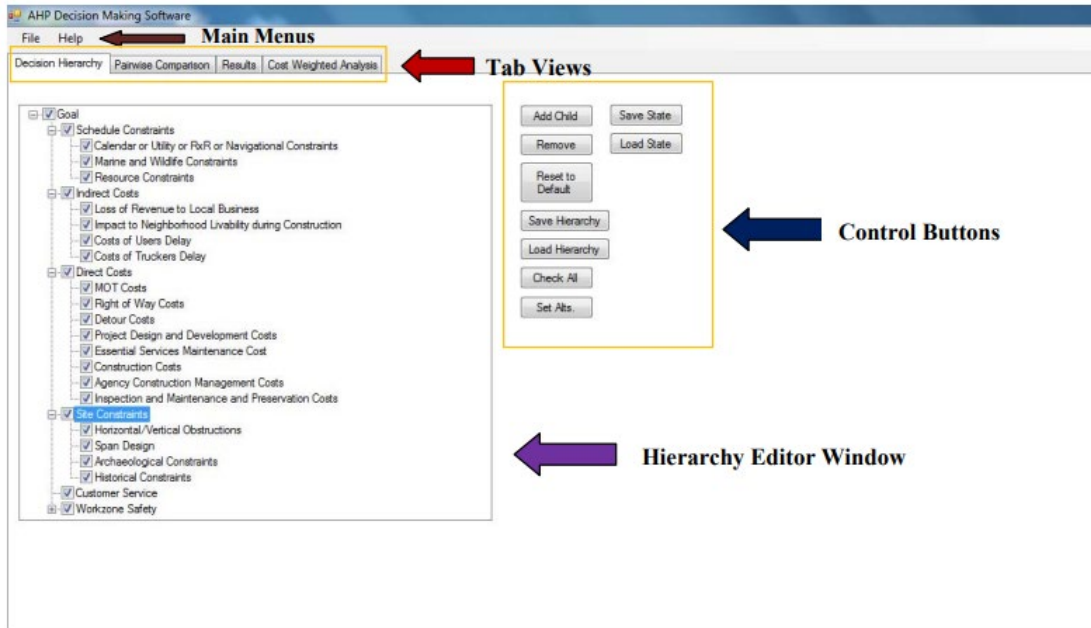 AHP Decision Making Software
File Help Main Menus
Decision Hierarchy Pairwise Comparison Results Cost Weighted Analysis Tab Views
Goal
Schedule Constraints
Calendar or Utility or RxR or Navigational Constraints
Marine and Wildlife Constraints
Resource Constraints
Indirect Costs
Loss of Revenue to Local Business
Impact to Neighborhood Livability during Construction
Costs of Users Delay
Costs of Truckers Delay
Direct Costs
MOT Costs
Right of Way Costs
Detour Costs
Project Design and Development Costs
Essential Services Maintenance Cost
Construction Costs
Agency Construction Management Costs
Inspection and Maintenance and Preservation Costs
Site Constraints
Horizontal/Vertical Obstructions
Span Design
Archaeological Constraints
Historical Constraints
Customer Service
Workzone Safety
Add Child Save State
Remove Load State
Reset to
Default
Save Hierarchy
Load Hierarchy
Check All
Set Alts.
Control Buttons
Hierarchy Editor Window